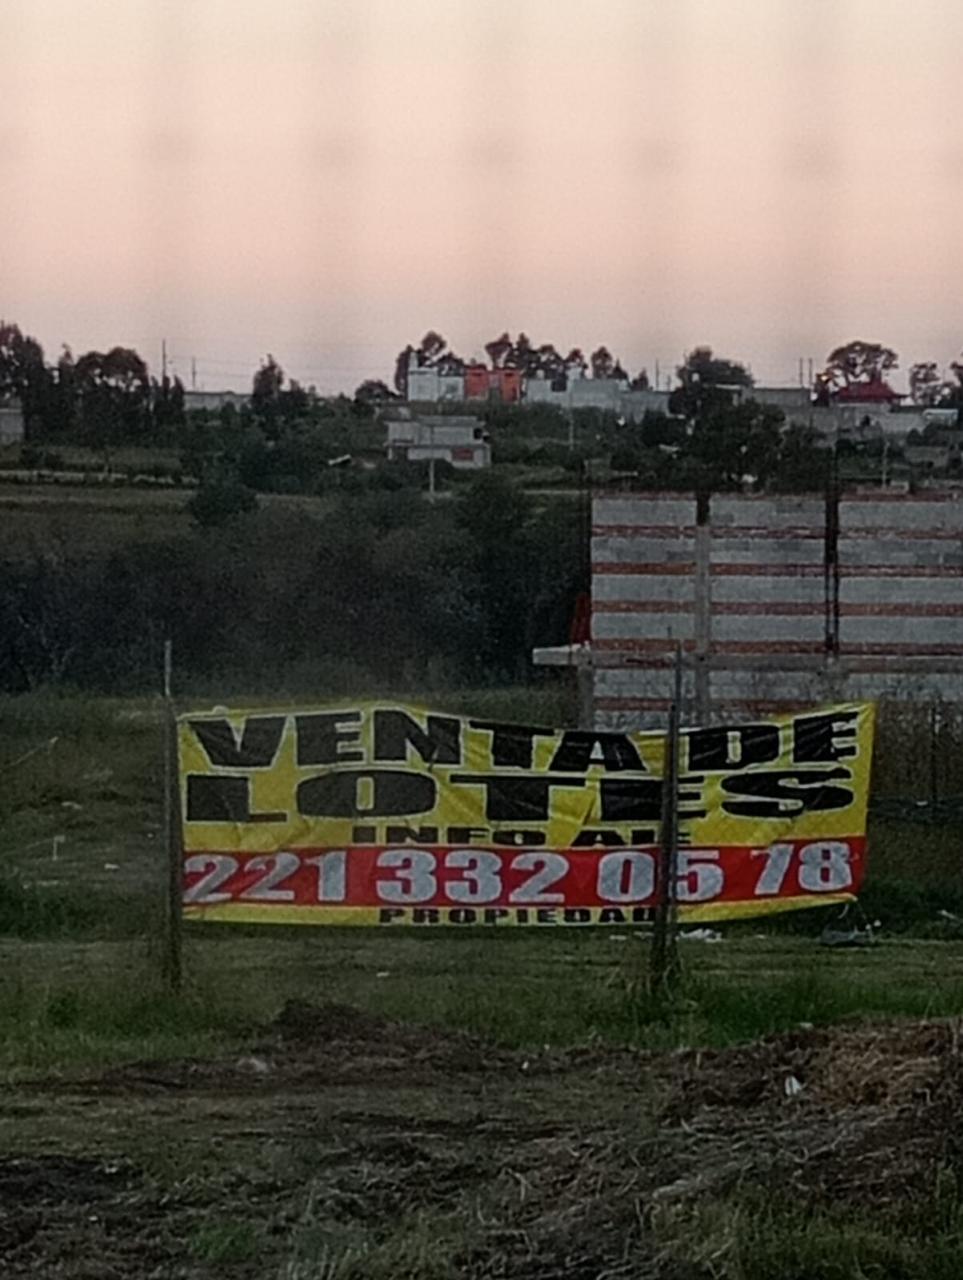 VENTA DE
LOTES
INFO AL:
221 332 05 78
PROPIEDAD